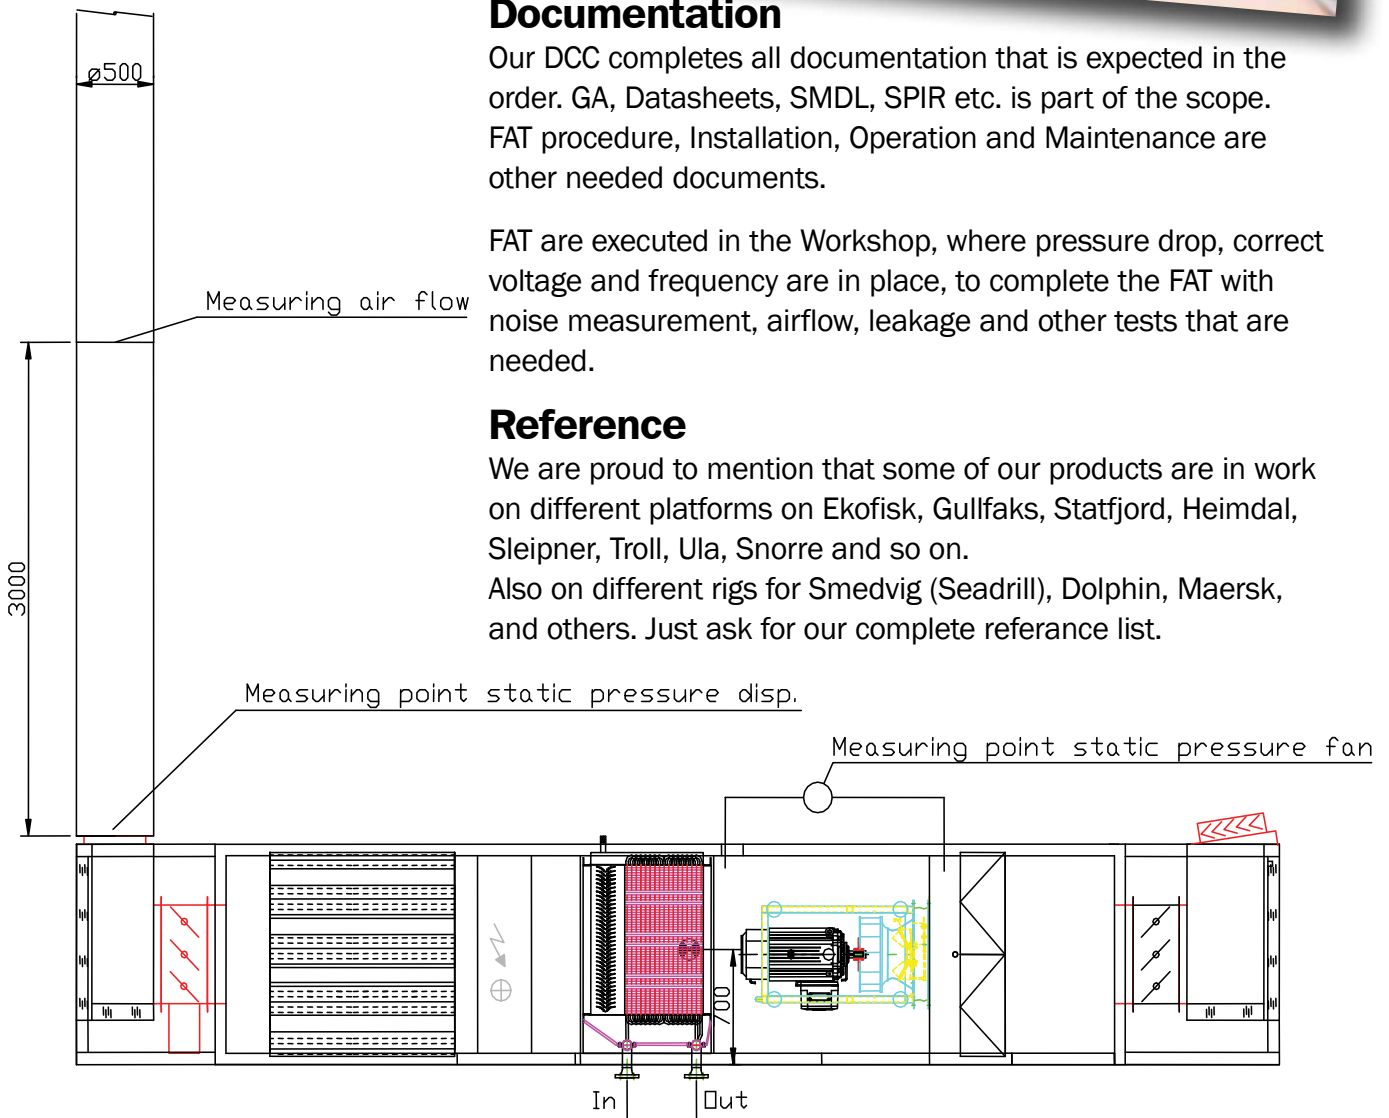 Documentation
Our DCC completes all documentation that is expected in the
order. GA, Datasheets, SMDL, SPIR etc. is part of the scope.
FAT procedure, Installation, Operation and Maintenance are
other needed documents.
FAT are executed in the Workshop, where pressure drop, correct
voltage and frequency are in place, to complete the FAT with
noise measurement, airflow, leakage and other tests that are
needed.
Reference
We are proud to mention that some of our products are in work
on different platforms on Ekofisk, Gullfaks, Statfjord, Heimdal,
Sleipner, Troll, Ula, Snorre and so on.
Also on different rigs for Smedvig (Seadrill), Dolphin, Maersk,
and others. Just ask for our complete referance list.
ø500
Measuring air flow
3000
Measuring point static pressure disp.
Measuring point static pressure fan
700
In
Out